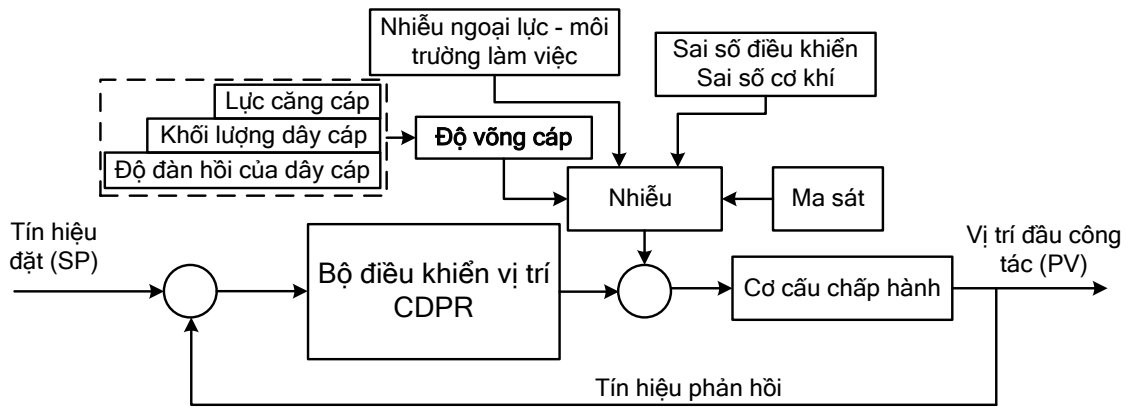 Nhiễu ngoại lực - môi
trường làm việc
Sai số điều khiển
Sai số cơ khí
Lực căng cáp
Khối lượng dây cáp
Độ đàn hồi của dây cáp
Độ võng cáp
Nhiễu
Ma sát
Tín hiệu
đặt (SP)
Bộ điều khiển vị trí
CDPR
Cơ cấu chấp hành
Vị trí đầu công
tác (PV)
Tín hiệu phản hồi